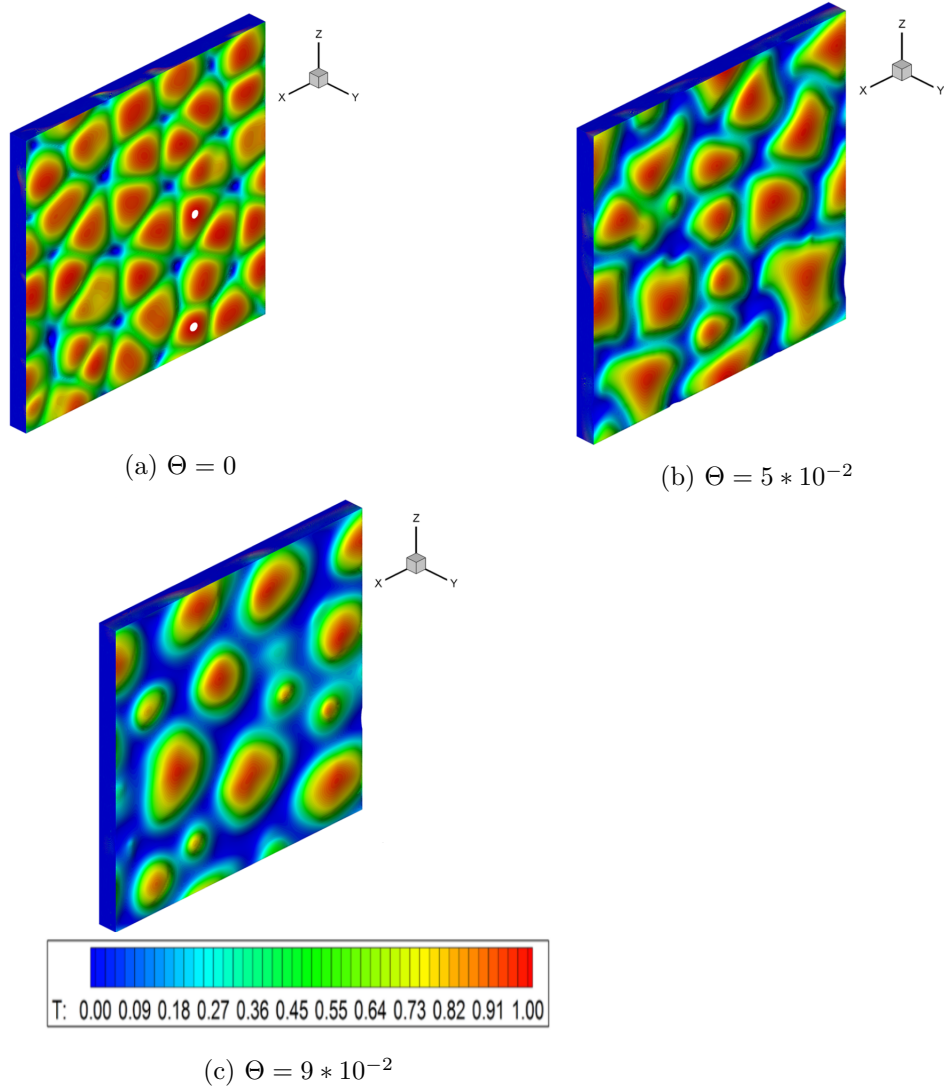 Z
X
Y
Z
X
Y
(a) Θ = 0
(b) Θ = 5 ∗ 10⁻²
Z
X
Y
T: 0.00 0.09 0.18 0.27 0.36 0.45 0.55 0.64 0.73 0.82 0.91 1.00
(c) Θ = 9 ∗ 10⁻²